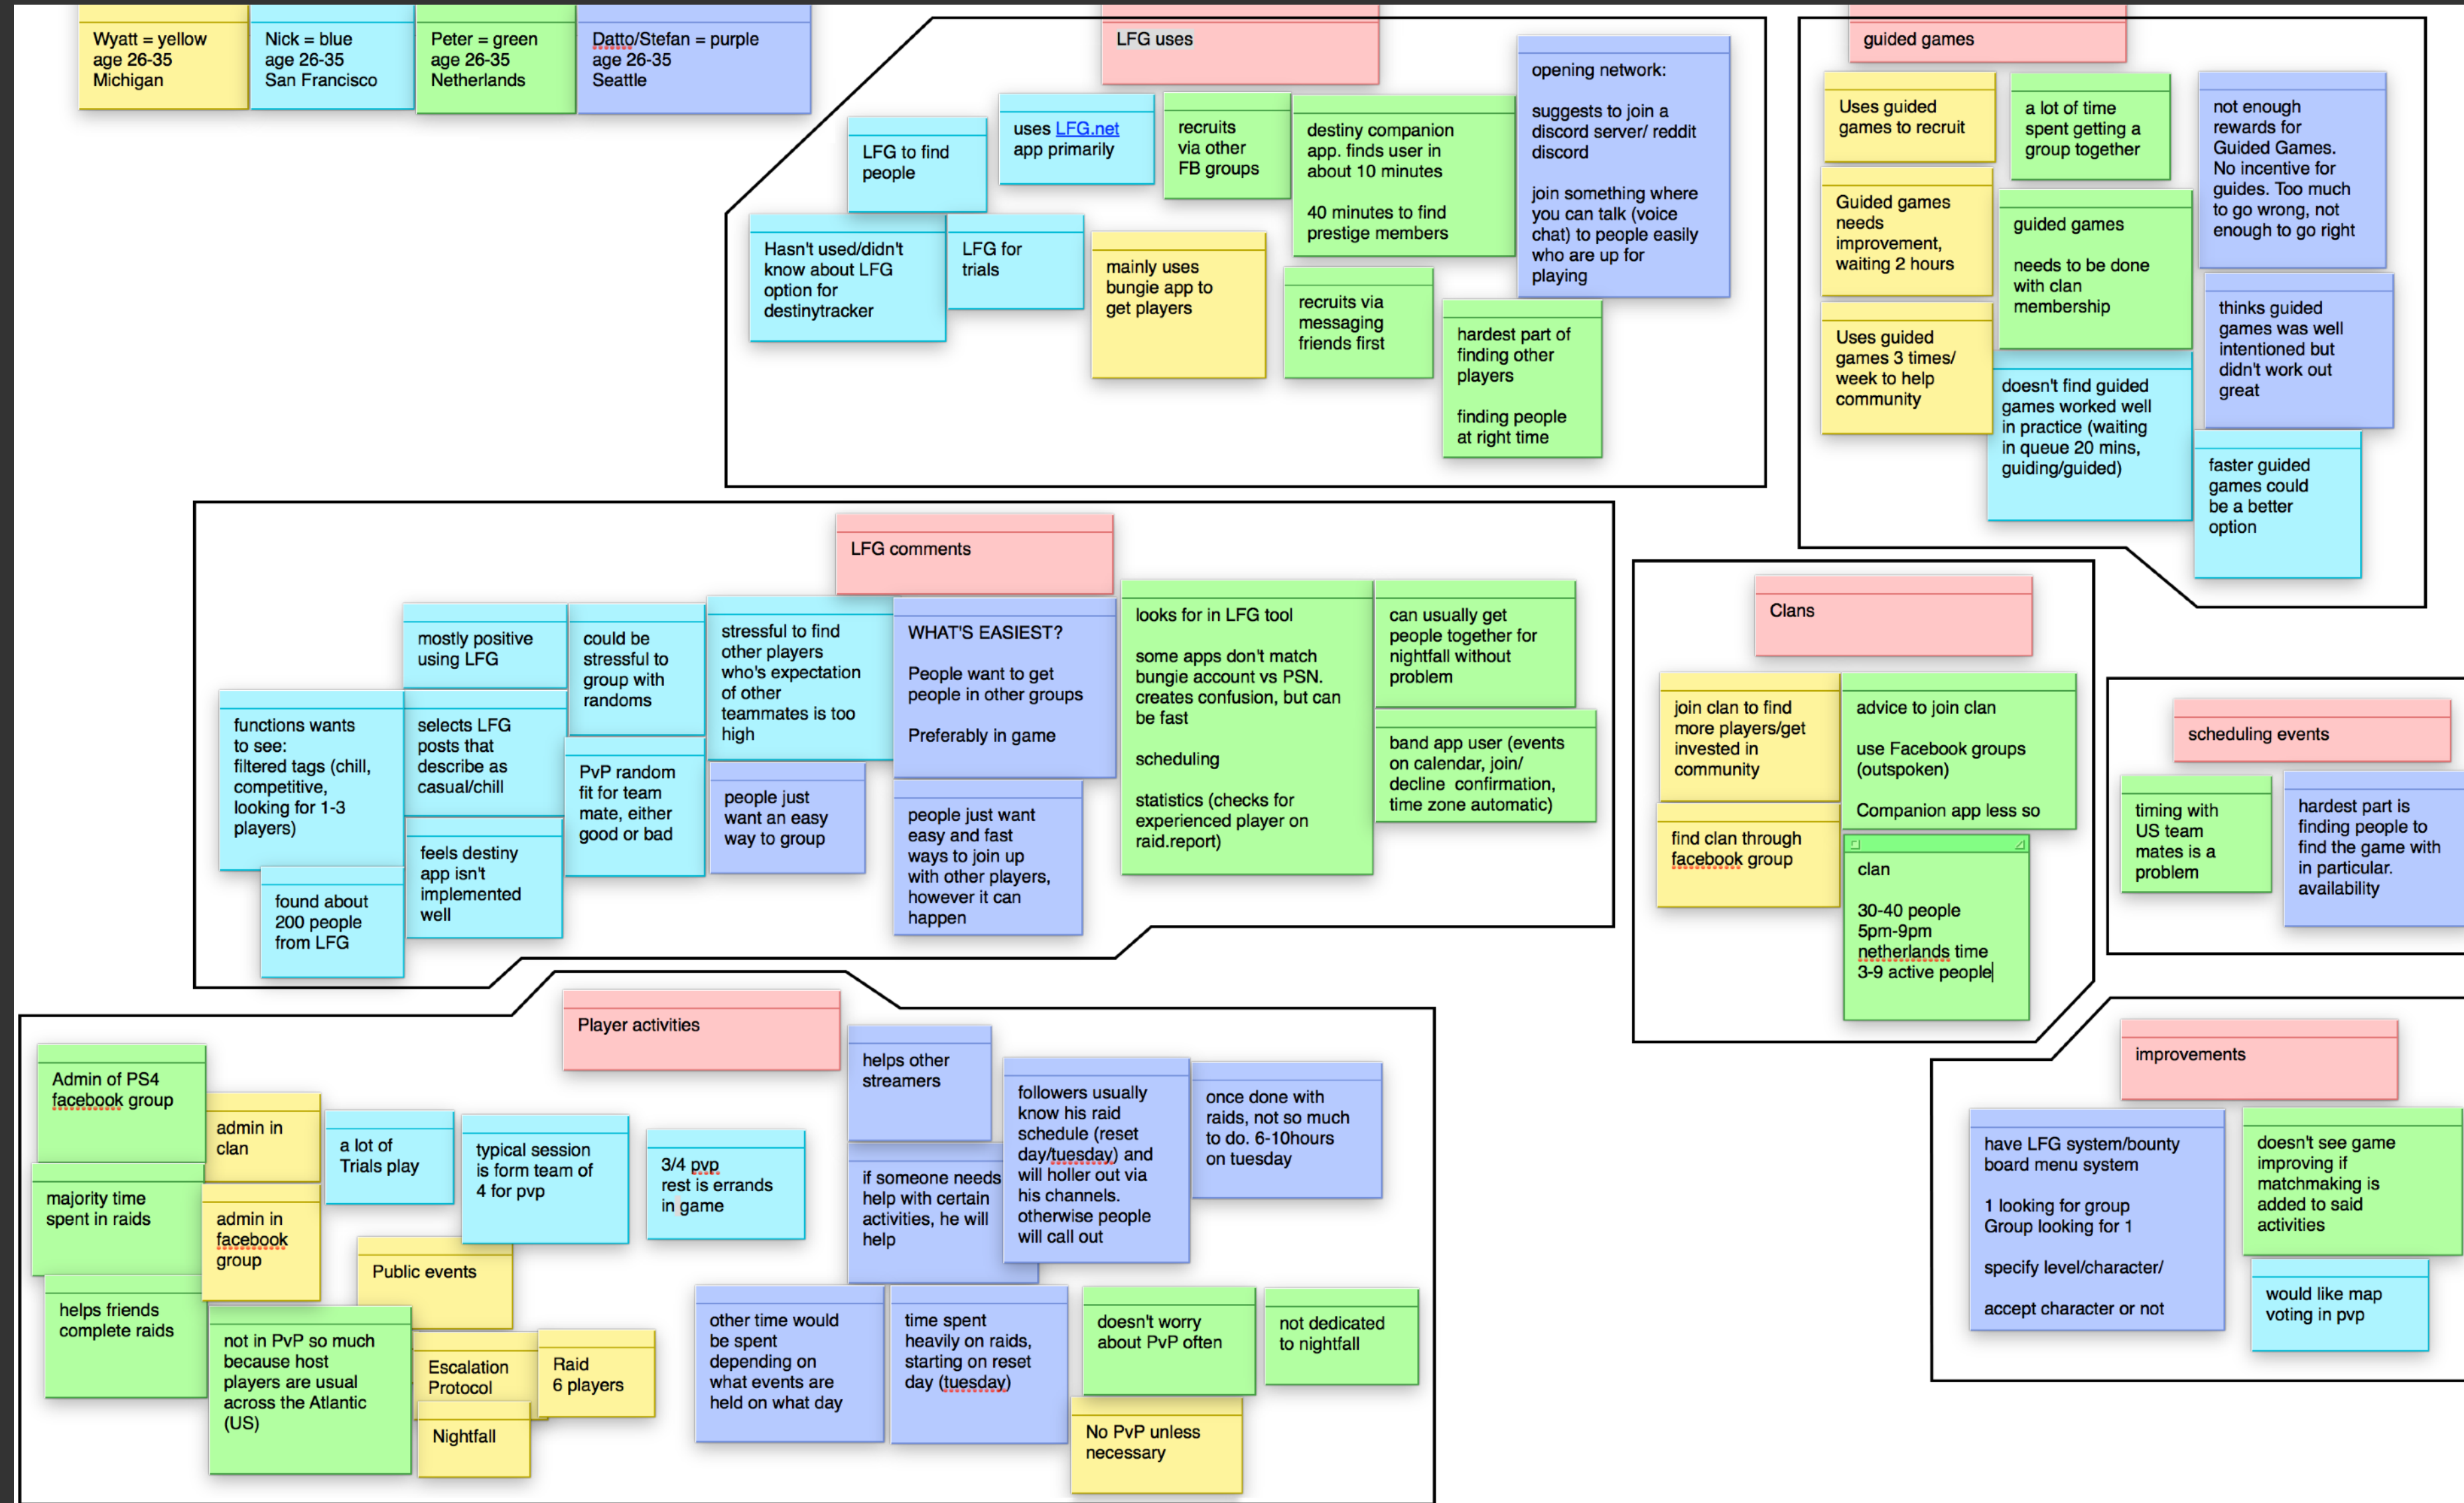 Wyatt = yellow
age 26-35
Michigan
Nick = blue
age 26-35
San Francisco
Peter = green
age 26-35
Netherlands
Datto/Stefan = purple
age 26-35
Seattle
LFG uses
LFG to find
people
uses LFG.net
app primarily
recruits
via other
FB groups
destiny companion
app. finds user in
about 10 minutes
40 minutes to find
prestige members
opening network:
suggests to join a
discord server/ reddit
discord
join something where
you can talk (voice
chat) to people easily
who are up for
playing
Hasn't used/didn't
know about LFG
option for
destinytracker
LFG for
trials
mainly uses
bungie app to
get players
recruits via
messaging
friends first
hardest part of
finding other
players
finding people
at right time
guided games
Uses guided
games to recruit
a lot of time
spent getting a
group together
not enough
rewards for
Guided Games.
No incentive for
guides. Too much
to go wrong, not
enough to go right
Guided games
needs
improvement,
waiting 2 hours
guided games
needs to be done
with clan
membership
thinks guided
games was well
intentioned but
didn't work out
great
Uses guided
games 3 times/
week to help
community
doesn't find guided
games worked well
in practice (waiting
in queue 20 mins,
guiding/guided)
faster guided
games could
be a better
option
LFG comments
mostly positive
using LFG
could be
stressful to
group with
randoms
stressful to find
other players
who's expectation
of other
teammates is too
high
WHAT'S EASIEST?
People want to get
people in other groups
Preferably in game
looks for in LFG tool
some apps don't match
bungie account vs PSN.
creates confusion, but can
be fast
scheduling
statistics (checks for
experienced player on
raid.report)
can usually get
people together for
nightfall without
problem
functions wants
to see:
filtered tags (chill,
competitive,
looking for 1-3
players)
selects LFG
posts that
describe as
casual/chill
PvP random
fit for team
mate, either
good or bad
people just
want an easy
way to group
people just want
easy and fast
ways to join up
with other players,
however it can
happen
band app user (events
on calendar, join/
decline  confirmation,
time zone automatic)
found about
200 people
from LFG
feels destiny
app isn't
implemented
well
Clans
join clan to find
more players/get
invested in
community
advice to join clan
use Facebook groups
(outspoken)
Companion app less so
find clan through
facebook group
clan
30-40 people
5pm-9pm
netherlands time
3-9 active people
scheduling events
timing with
US team
mates is a
problem
hardest part is
finding people to
find the game with
in particular.
availability
Player activities
Admin of PS4
facebook group
admin in
clan
a lot of
Trials play
typical session
is form team of
4 for pvp
3/4 pvp
rest is errands
in game
helps other
streamers
followers usually
know his raid
schedule (reset
day/tuesday) and
will holler out via
his channels.
otherwise people
will call out
once done with
raids, not so much
to do. 6-10hours
on tuesday
majority time
spent in raids
admin in
facebook
group
if someone needs
help with certain
activities, he will
help
Public events
helps friends
complete raids
not in PvP so much
because host
players are usual
across the Atlantic
(US)
Escalation
Protocol
Raid
6 players
Nightfall
other time would
be spent
depending on
what events are
held on what day
time spent
heavily on raids,
starting on reset
day (tuesday)
doesn't worry
about PvP often
not dedicated
to nightfall
No PvP unless
necessary
improvements
have LFG system/bounty
board menu system
1 looking for group
Group looking for 1
specify level/character/
accept character or not
doesn't see game
improving if
matchmaking is
added to said
activities
would like map
voting in pvp